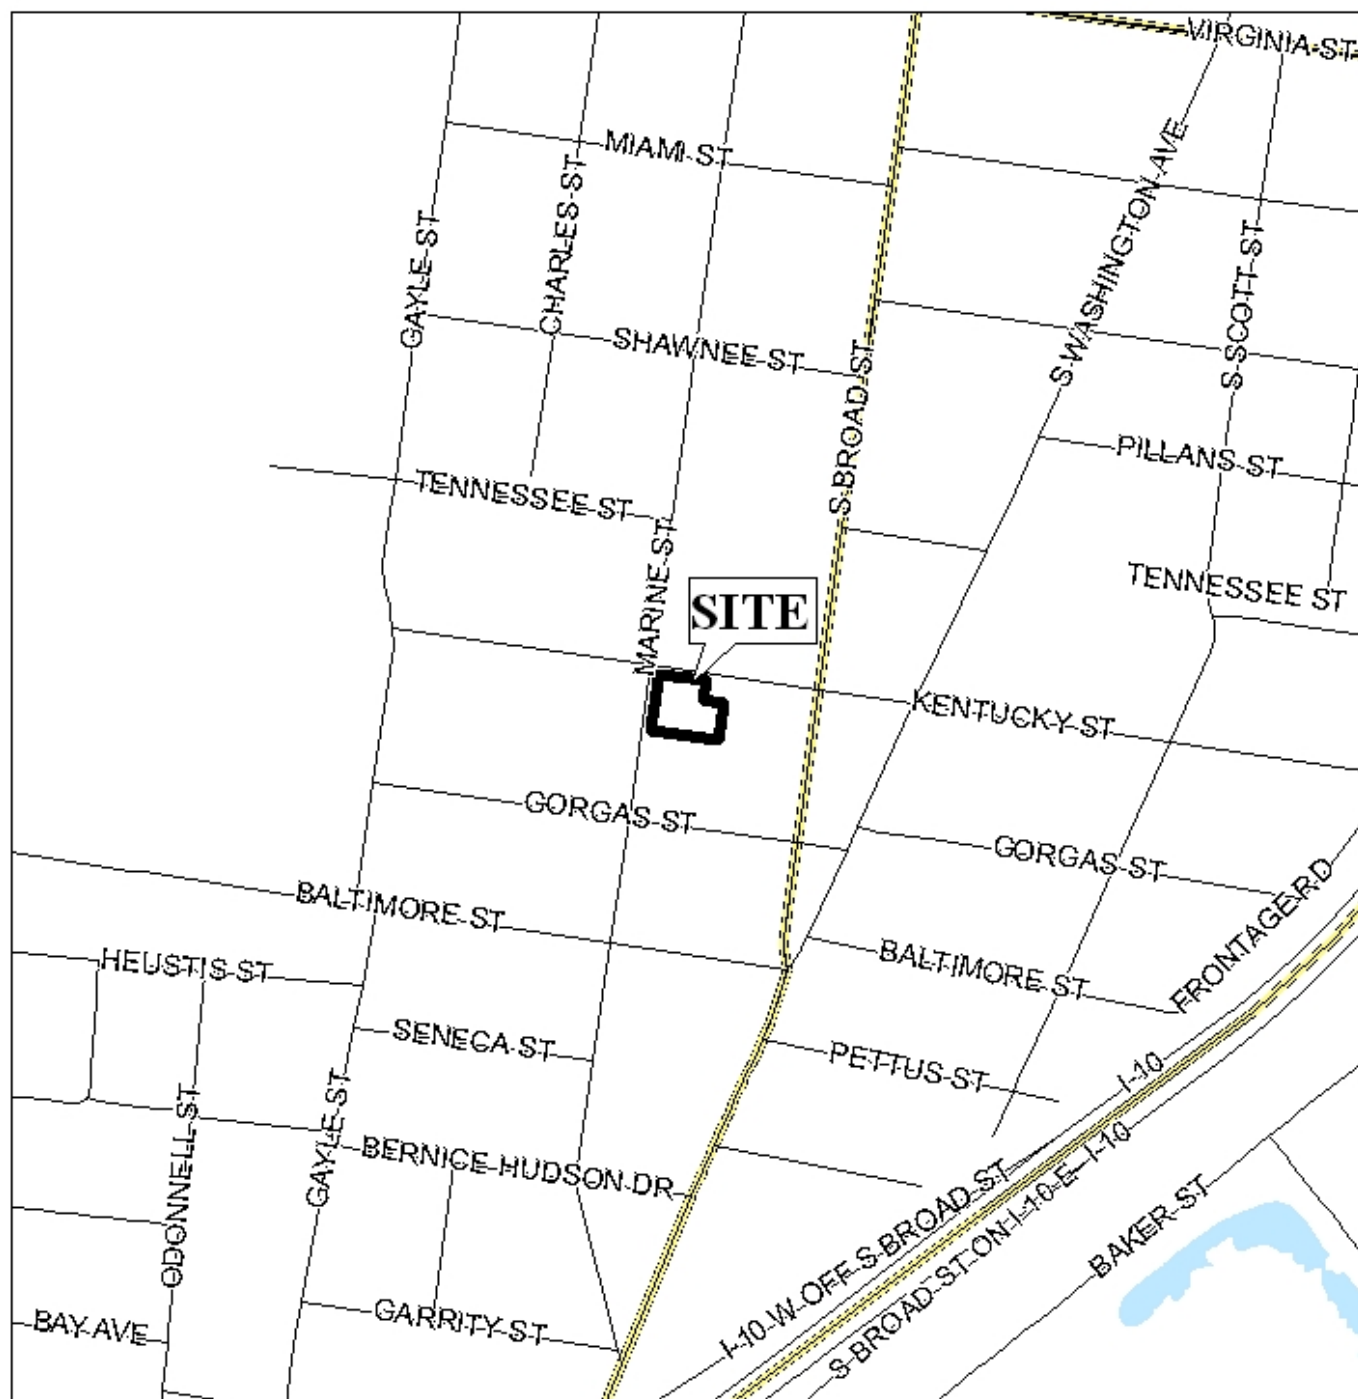 VIRGINIA ST
MIAMI ST
S WASHINGTON AVE
CHARLES ST
GAYLE ST
S SCOTT ST
SHAWNEE ST
S BROAD ST
PILLANS ST
TENNESSEE ST
MARINE ST
TENNESSEE ST
SITE
KENTUCKY ST
GORGAS ST
GORGAS ST
FRONTAGE RD
BALTIMORE ST
BALTIMORE ST
HEUSTIS ST
SENECA ST
PETTUS ST
I-10
I-10
ODONNELL ST
GAYLE ST
BERNICE HUDSON DR
I-10 W OFF S BROAD ST
S BROAD ST ON I-10 E
BAKER ST
BAY AVE
GARRITY ST